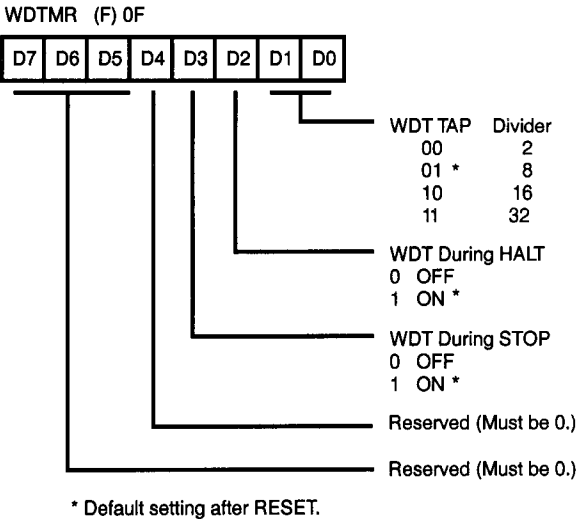 WDTMR (F) 0F
D7 D6 D5 D4 D3 D2 D1 D0
WDT TAP Divider
00 2
01 * 8
10 16
11 32
WDT During HALT
0 OFF
1 ON *
WDT During STOP
0 OFF
1 ON *
Reserved (Must be 0.)
Reserved (Must be 0.)
* Default setting after RESET.